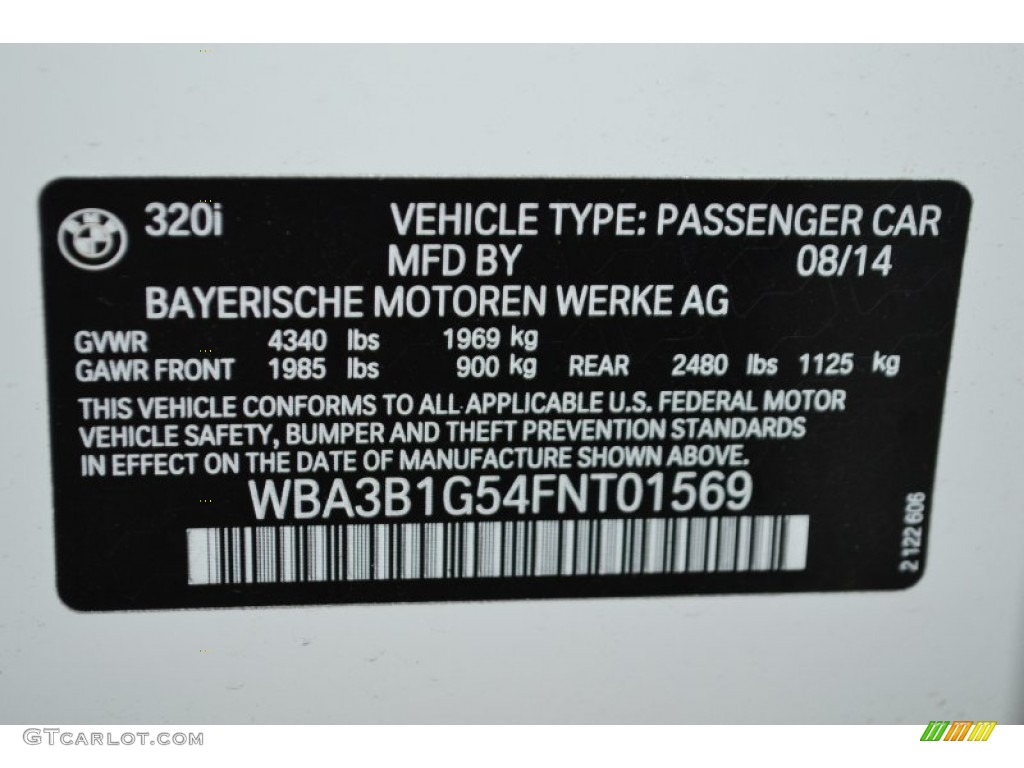 320i VEHICLE TYPE: PASSENGER CAR
MFD BY 08/14
BAYERISCHE MOTOREN WERKE AG
GVWR 4340 lbs 1969 kg
GAWR FRONT 1985 lbs 900 kg REAR 2480 lbs 1125 kg
THIS VEHICLE CONFORMS TO ALL APPLICABLE U.S. FEDERAL MOTOR
VEHICLE SAFETY, BUMPER AND THEFT PREVENTION STANDARDS
IN EFFECT ON THE DATE OF MANUFACTURE SHOWN ABOVE.
WBA3B1G54FNT01569
2 122 606
GTCARLOT.COM